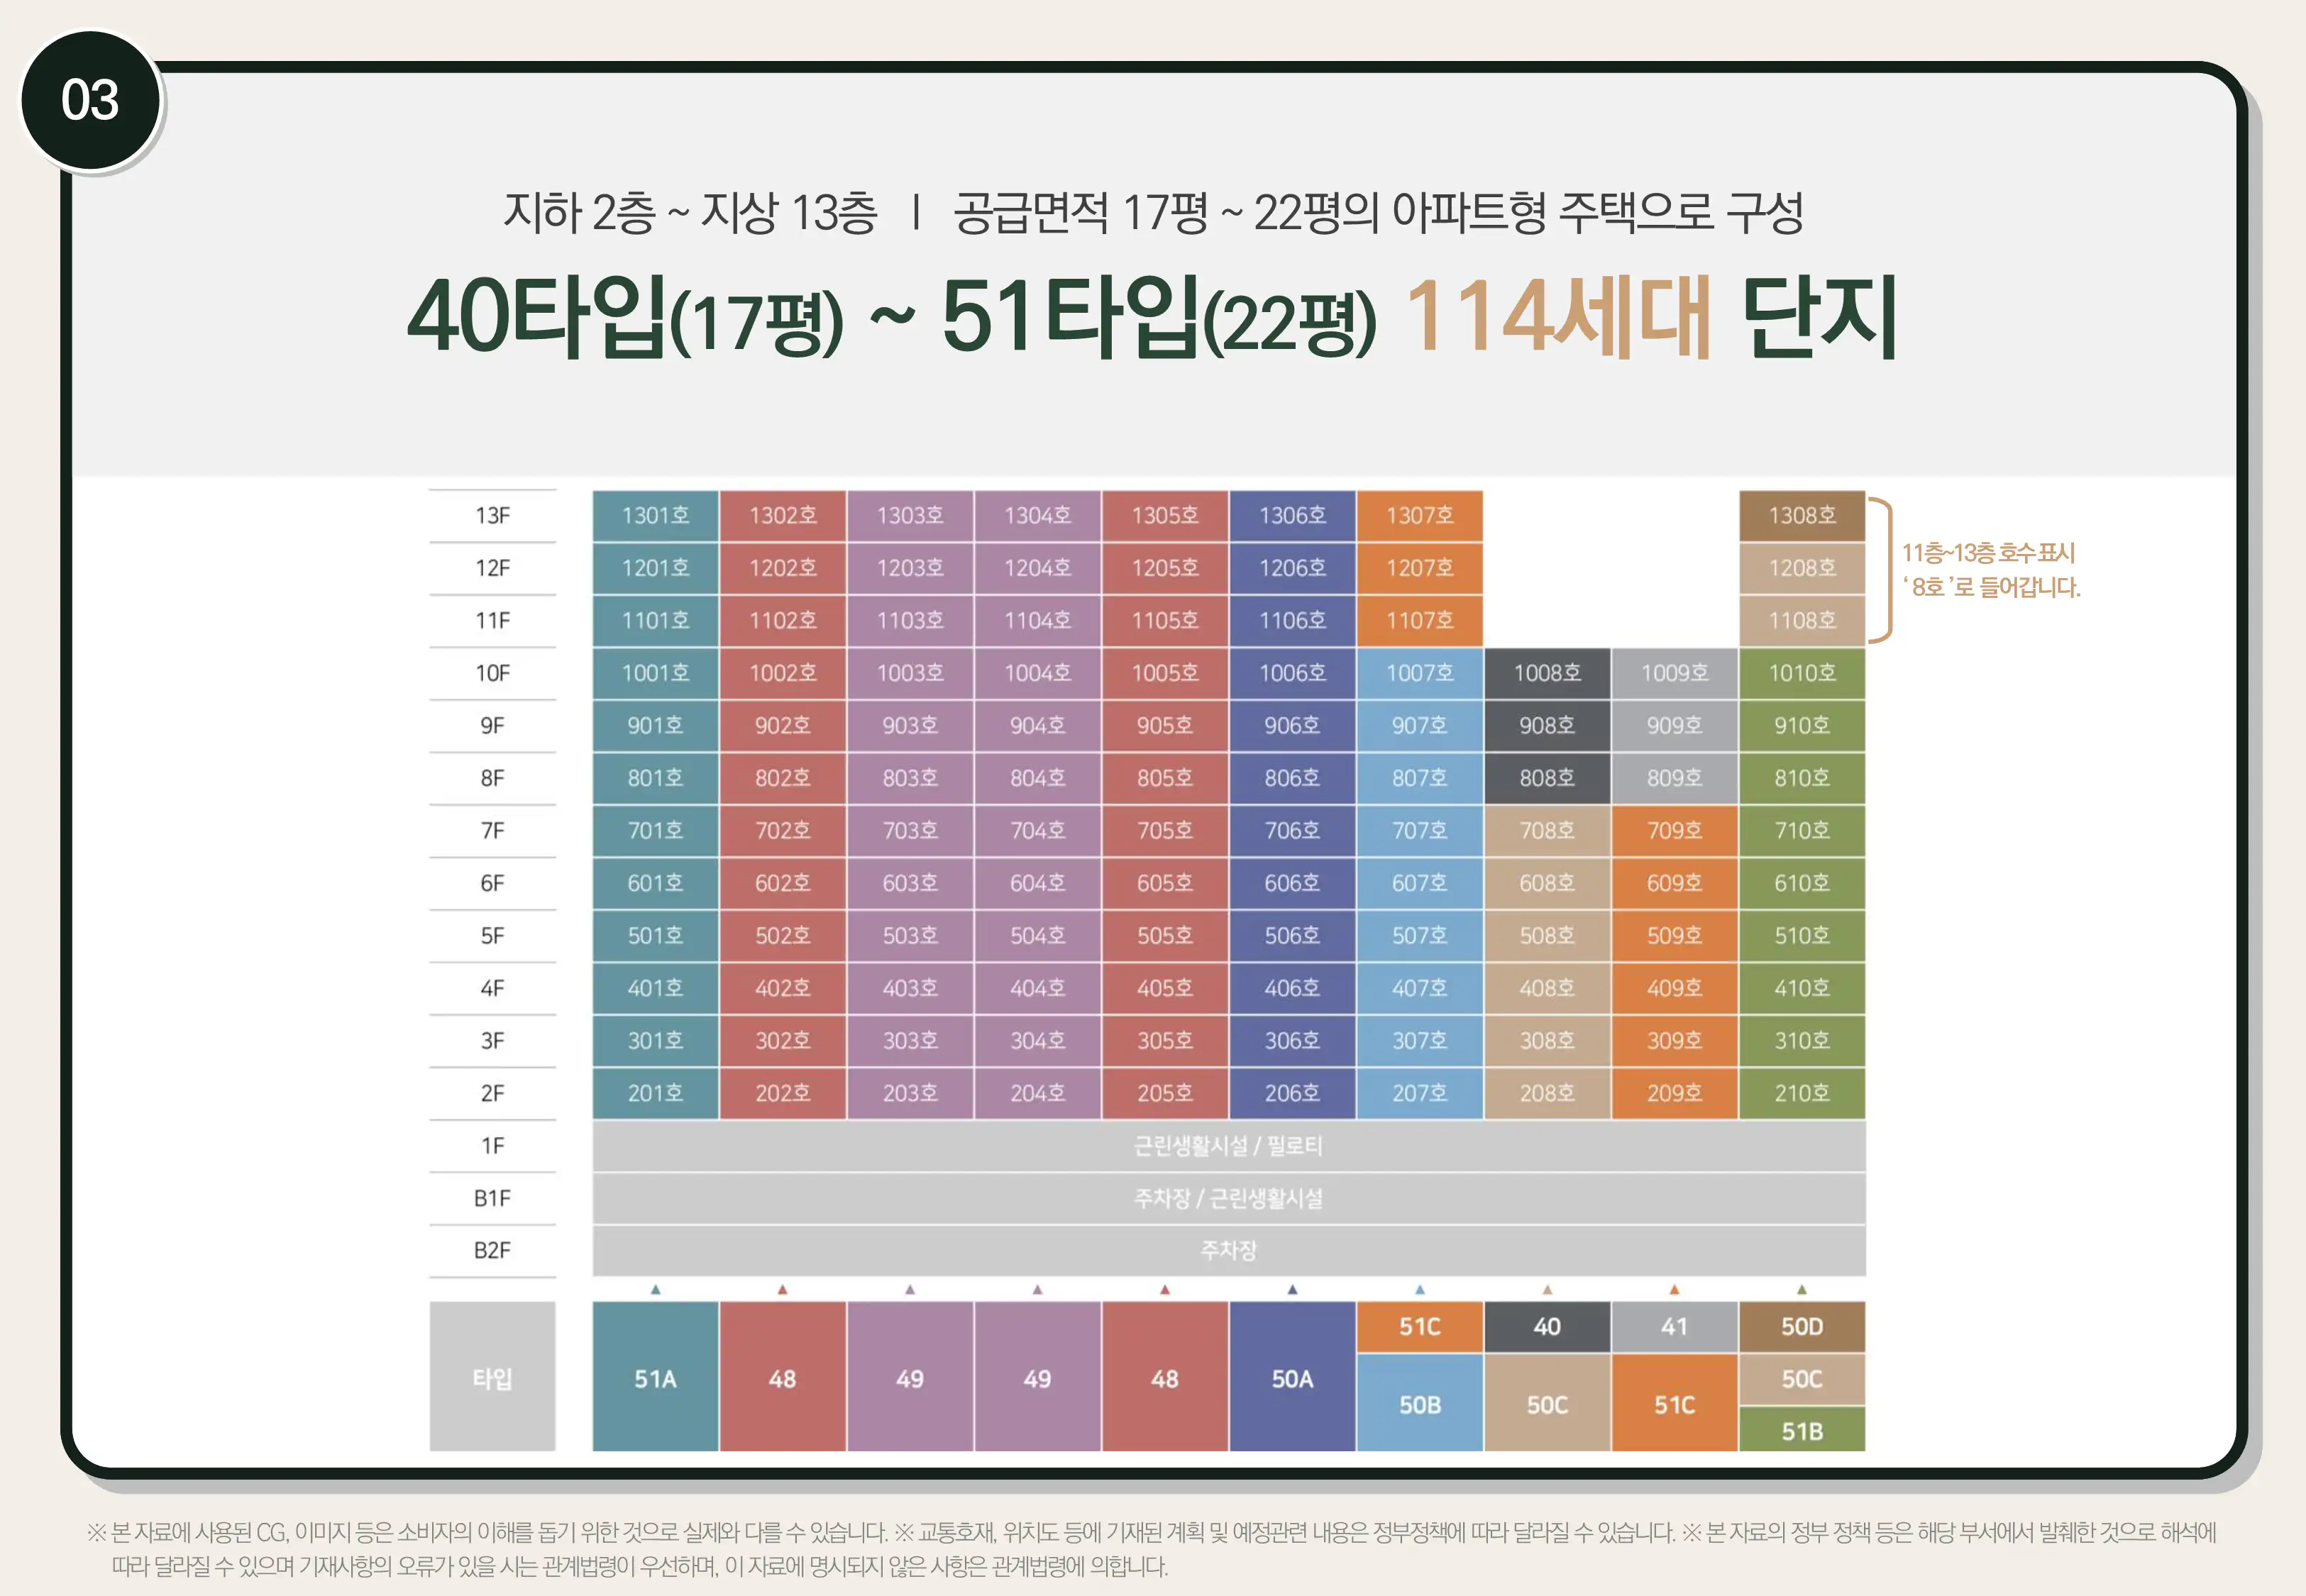 03
지하 2층 ~ 지상 13층 | 공급면적 17평 ~ 22평의 아파트형 주택으로 구성
40타입(17평) ~ 51타입(22평) 114세대 단지
13F 1301호 1302호 1303호 1304호 1305호 1306호 1307호 1308호
12F 1201호 1202호 1203호 1204호 1205호 1206호 1207호 1208호
11F 1101호 1102호 1103호 1104호 1105호 1106호 1107호 1108호
11층~13층 호수 표시
‘ 8호 ’로 들어갑니다.
10F 1001호 1002호 1003호 1004호 1005호 1006호 1007호 1008호 1009호 1010호
9F 901호 902호 903호 904호 905호 906호 907호 908호 909호 910호
8F 801호 802호 803호 804호 805호 806호 807호 808호 809호 810호
7F 701호 702호 703호 704호 705호 706호 707호 708호 709호 710호
6F 601호 602호 603호 604호 605호 606호 607호 608호 609호 610호
5F 501호 502호 503호 504호 505호 506호 507호 508호 509호 510호
4F 401호 402호 403호 404호 405호 406호 407호 408호 409호 410호
3F 301호 302호 303호 304호 305호 306호 307호 308호 309호 310호
2F 201호 202호 203호 204호 205호 206호 207호 208호 209호 210호
1F 근린생활시설 / 필로티
B1F 주차장 / 근린생활시설
B2F 주차장
51C 40 41 50D
타입 51A 48 49 49 48 50A 50C
50B 50C 51C
51B
※ 본 자료에 사용된 CG, 이미지 등은 소비자의 이해를 돕기 위한 것으로 실제와 다를 수 있습니다. ※ 교통호재, 위치도 등에 기재된 계획 및 예정관련 내용은 정부정책에 따라 달라질 수 있습니다. ※ 본 자료의 정부 정책 등은 해당 부서에서 발췌한 것으로 해석에
따라 달라질 수 있으며 기재사항의 오류가 있을 시는 관계법령이 우선하며, 이 자료에 명시되지 않은 사항은 관계법령에 의합니다.